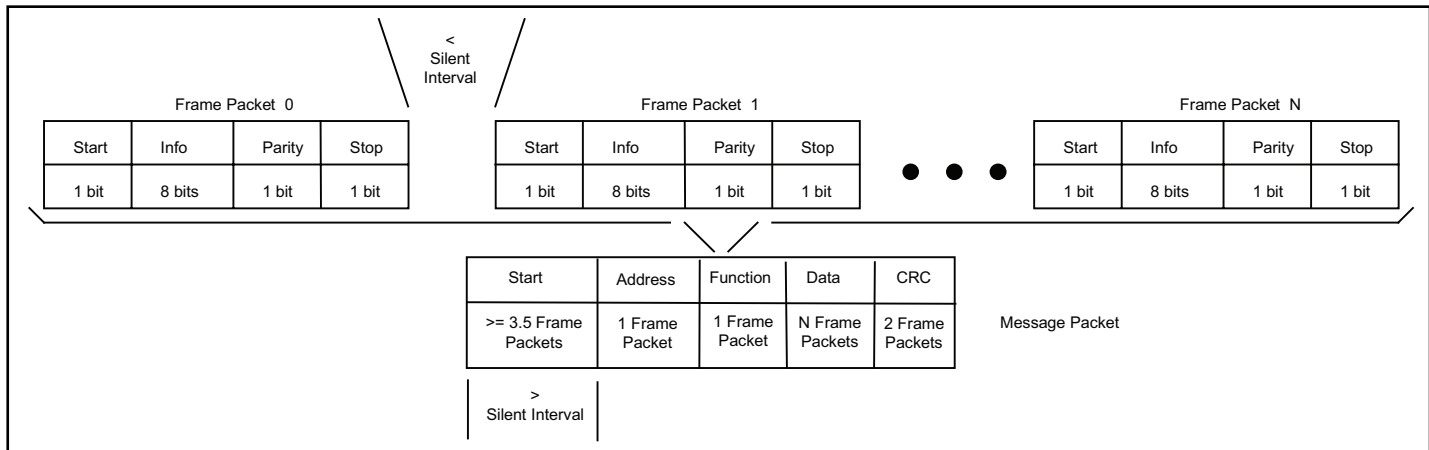 <
Silent
Interval
Frame Packet 0
Frame Packet 1
Frame Packet N
Start Info Parity Stop
1 bit 8 bits 1 bit 1 bit
Start Info Parity Stop
1 bit 8 bits 1 bit 1 bit
Start Info Parity Stop
1 bit 8 bits 1 bit 1 bit
Start Address Function Data CRC
>= 3.5 Frame
Packets
1 Frame
Packet
1 Frame
Packet
N Frame
Packets
2 Frame
Packets
Message Packet
>
Silent Interval